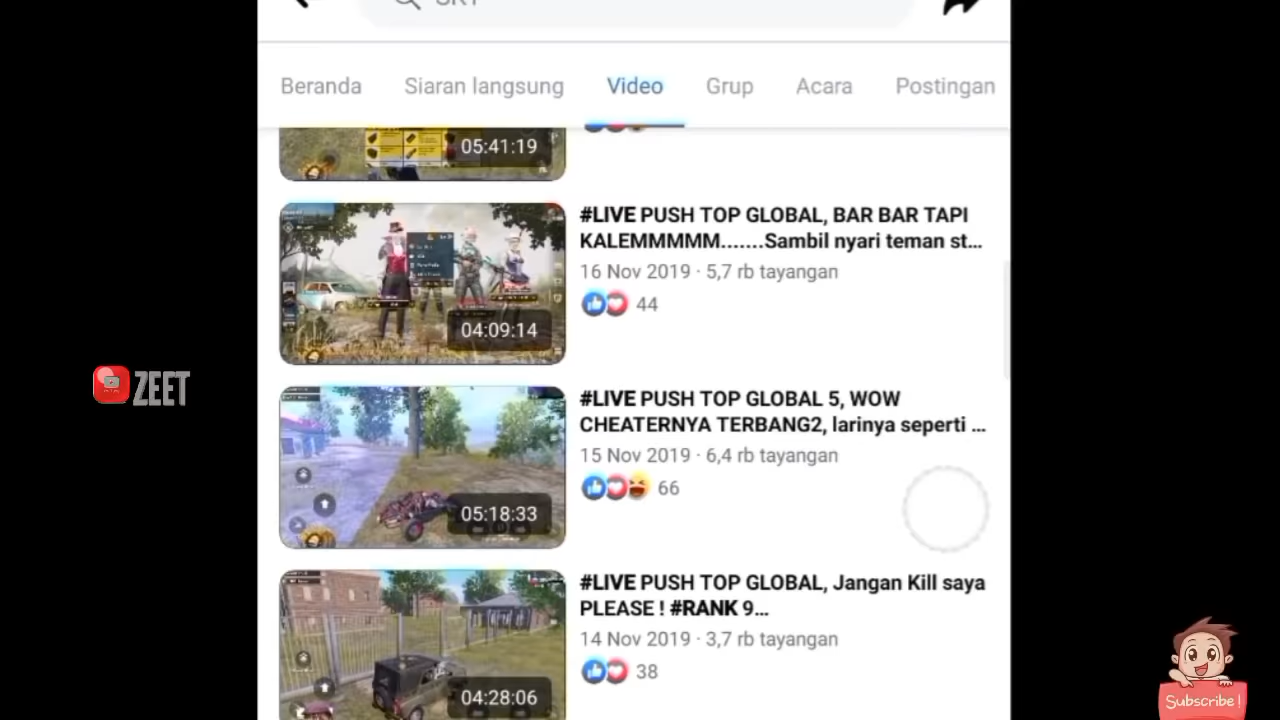 Beranda Siaran langsung Video Grup Acara Postingan
05:41:19
#LIVE PUSH TOP GLOBAL, BAR BAR TAPI
KALEMMMMM.......Sambil nyari teman st...
16 Nov 2019 · 5,7 rb tayangan
44
04:09:14
#LIVE PUSH TOP GLOBAL 5, WOW
CHEATERNYA TERBANG2, larinya seperti ...
15 Nov 2019 · 6,4 rb tayangan
66
05:18:33
#LIVE PUSH TOP GLOBAL, Jangan Kill saya
PLEASE ! #RANK 9...
14 Nov 2019 · 3,7 rb tayangan
38
04:28:06
ZEET
Subscribe !